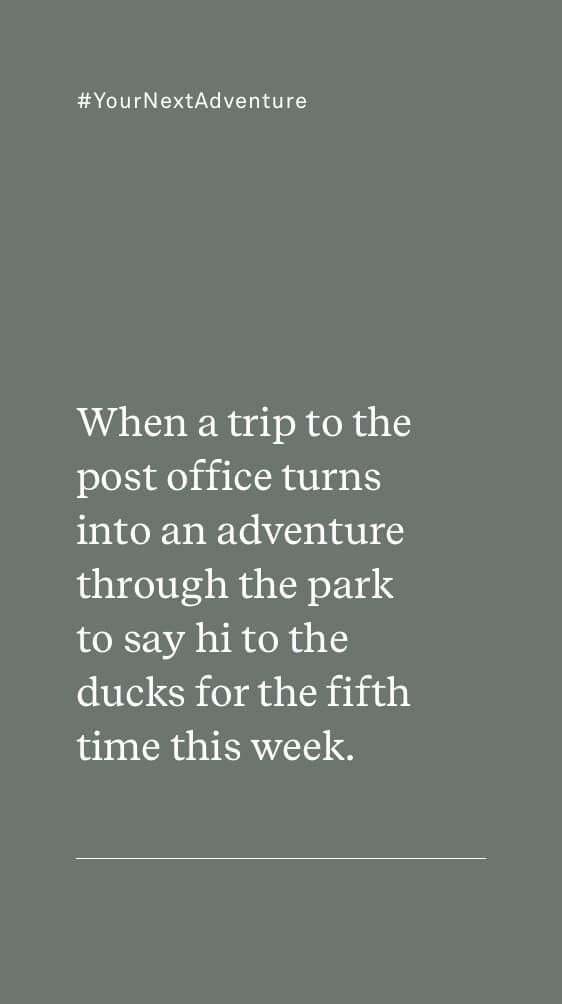 #YourNextAdventure
When a trip to the
post office turns
into an adventure
through the park
to say hi to the
ducks for the fifth
time this week.